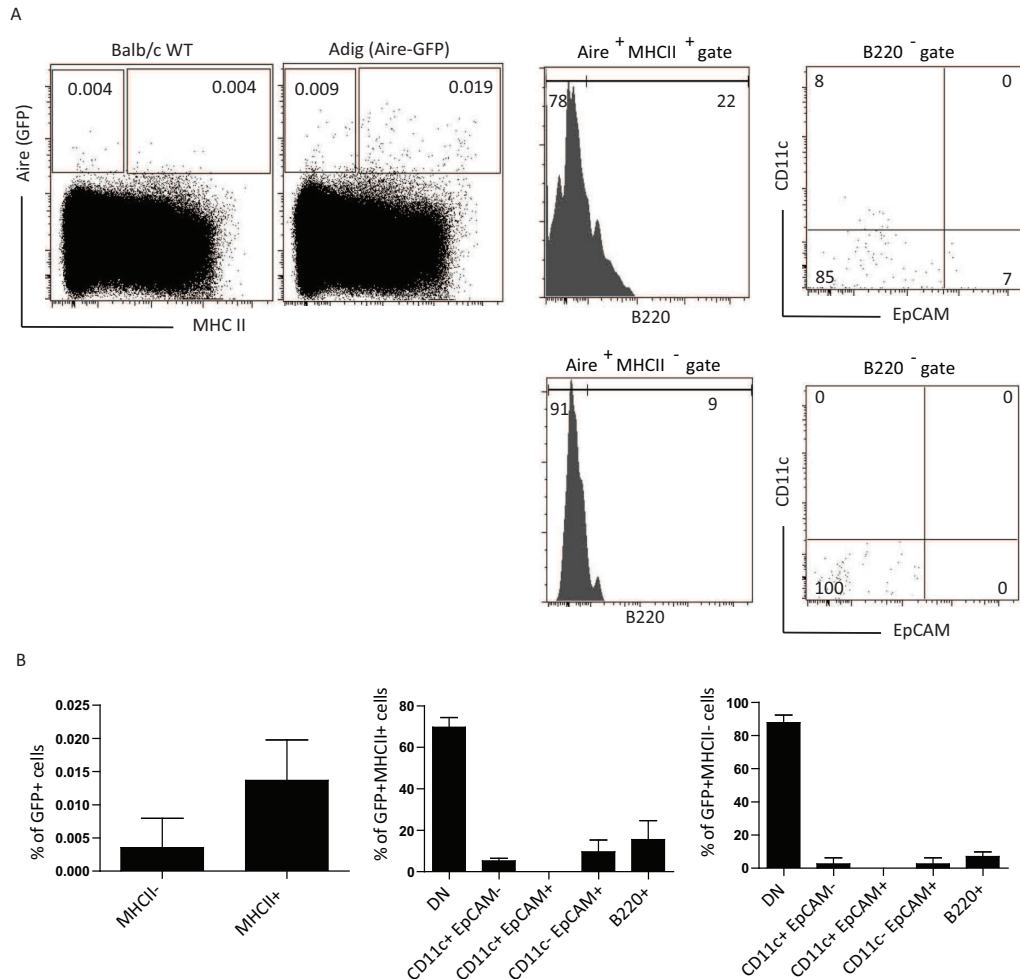 A
Balb/c WT
Adig (Aire-GFP)
Aire + MHCII + gate
B220 - gate
0.004
0.004
0.009
0.019
78
22
8
0
85
7
Aire (GFP)
MHC II
B220
CD11c
EpCAM
Aire + MHCII - gate
B220 - gate
91
9
0
0
100
0
B220
CD11c
EpCAM
B
% of GFP+ cells
0.025
0.020
0.015
0.010
0.005
0.000
MHCII-
MHCII+
% of GFP+MHCII+ cells
80
60
40
20
0
DN
CD11c+ EpCAM-
CD11c+ EpCAM+
CD11c- EpCAM+
B220+
% of GFP+MHCII- cells
100
80
60
40
20
0
DN
CD11c+ EpCAM-
CD11c+ EpCAM+
CD11c- EpCAM+
B220+